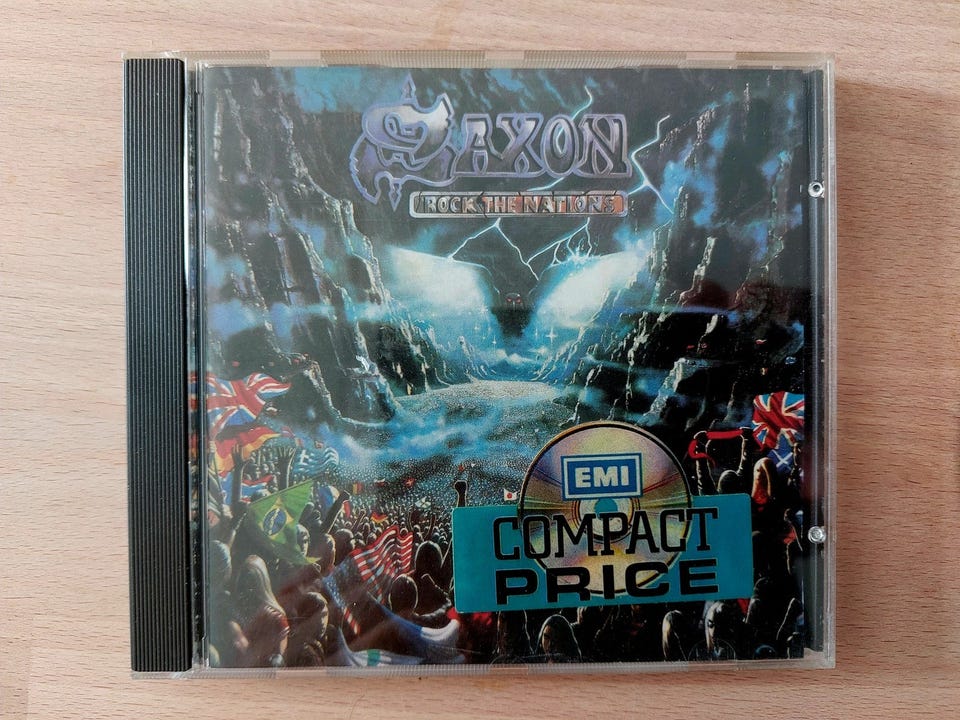 SAXON
ROCK THE NATIONS
EMI
COMPACT
PRICE